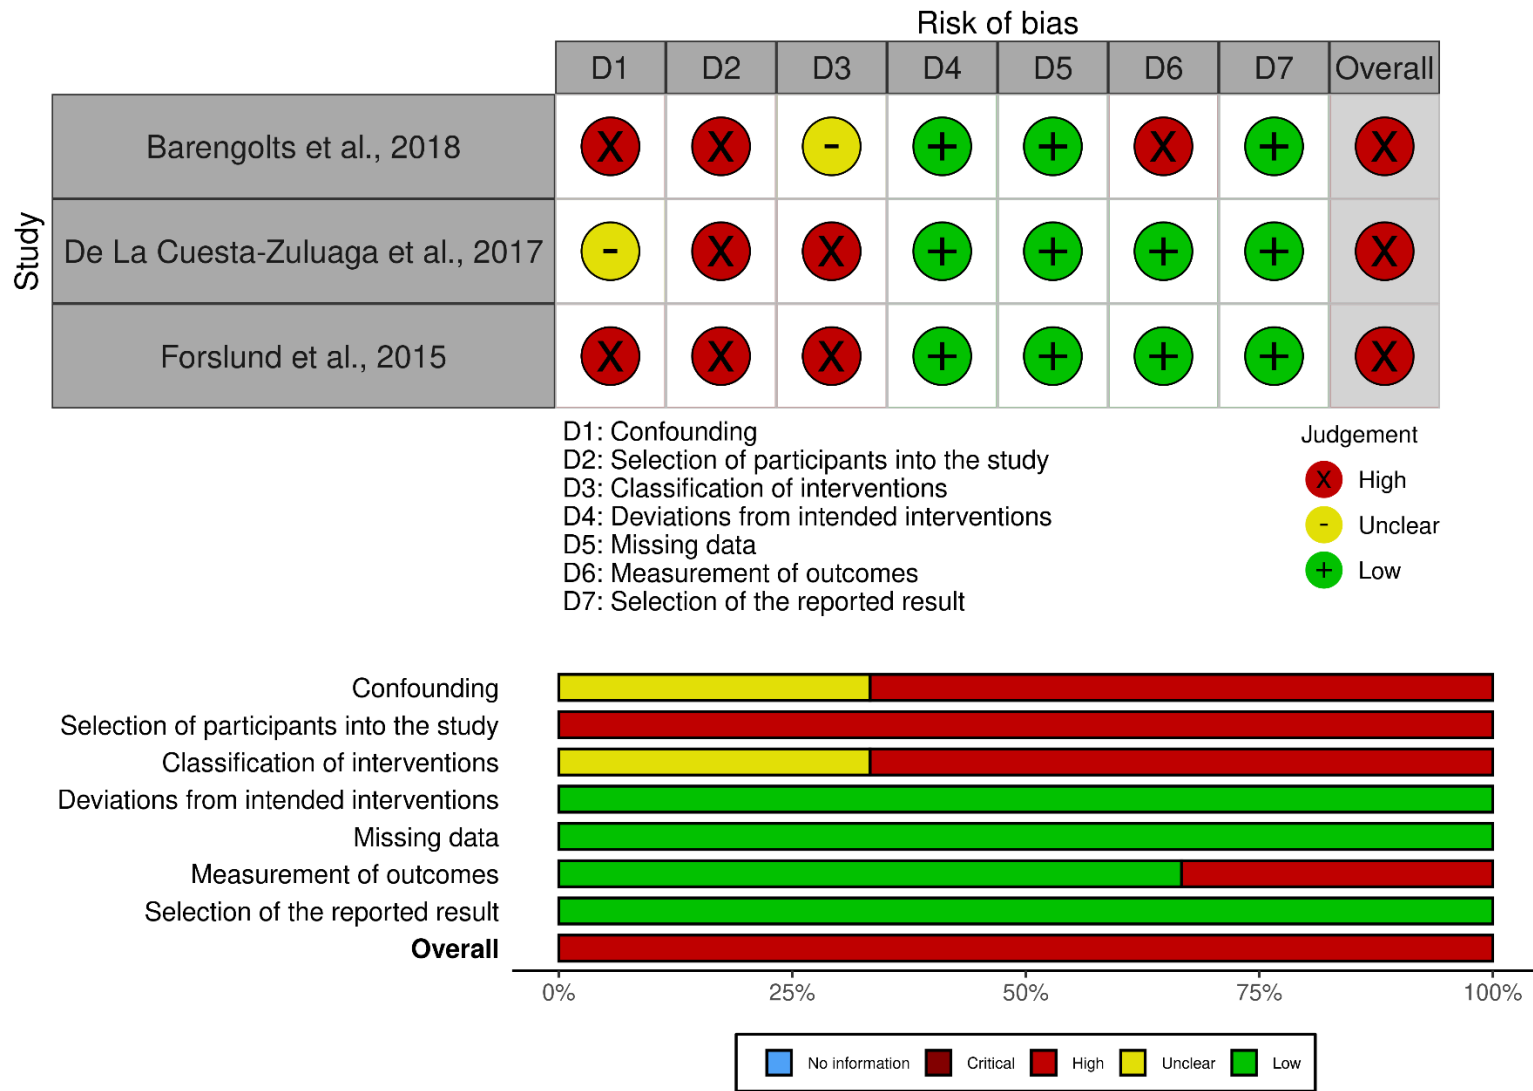 Risk of bias
D1 D2 D3 D4 D5 D6 D7 Overall
Study
Barengolts et al., 2018 X X - + + X + X
De La Cuesta-Zuluaga et al., 2017 - X X + + + + X
Forslund et al., 2015 X X X + + + + X
D1: Confounding
D2: Selection of participants into the study
D3: Classification of interventions
D4: Deviations from intended interventions
D5: Missing data
D6: Measurement of outcomes
D7: Selection of the reported result
Judgement
X High
- Unclear
+ Low
Confounding
Selection of participants into the study
Classification of interventions
Deviations from intended interventions
Missing data
Measurement of outcomes
Selection of the reported result
Overall
0% 25% 50% 75% 100%
No information Critical High Unclear Low